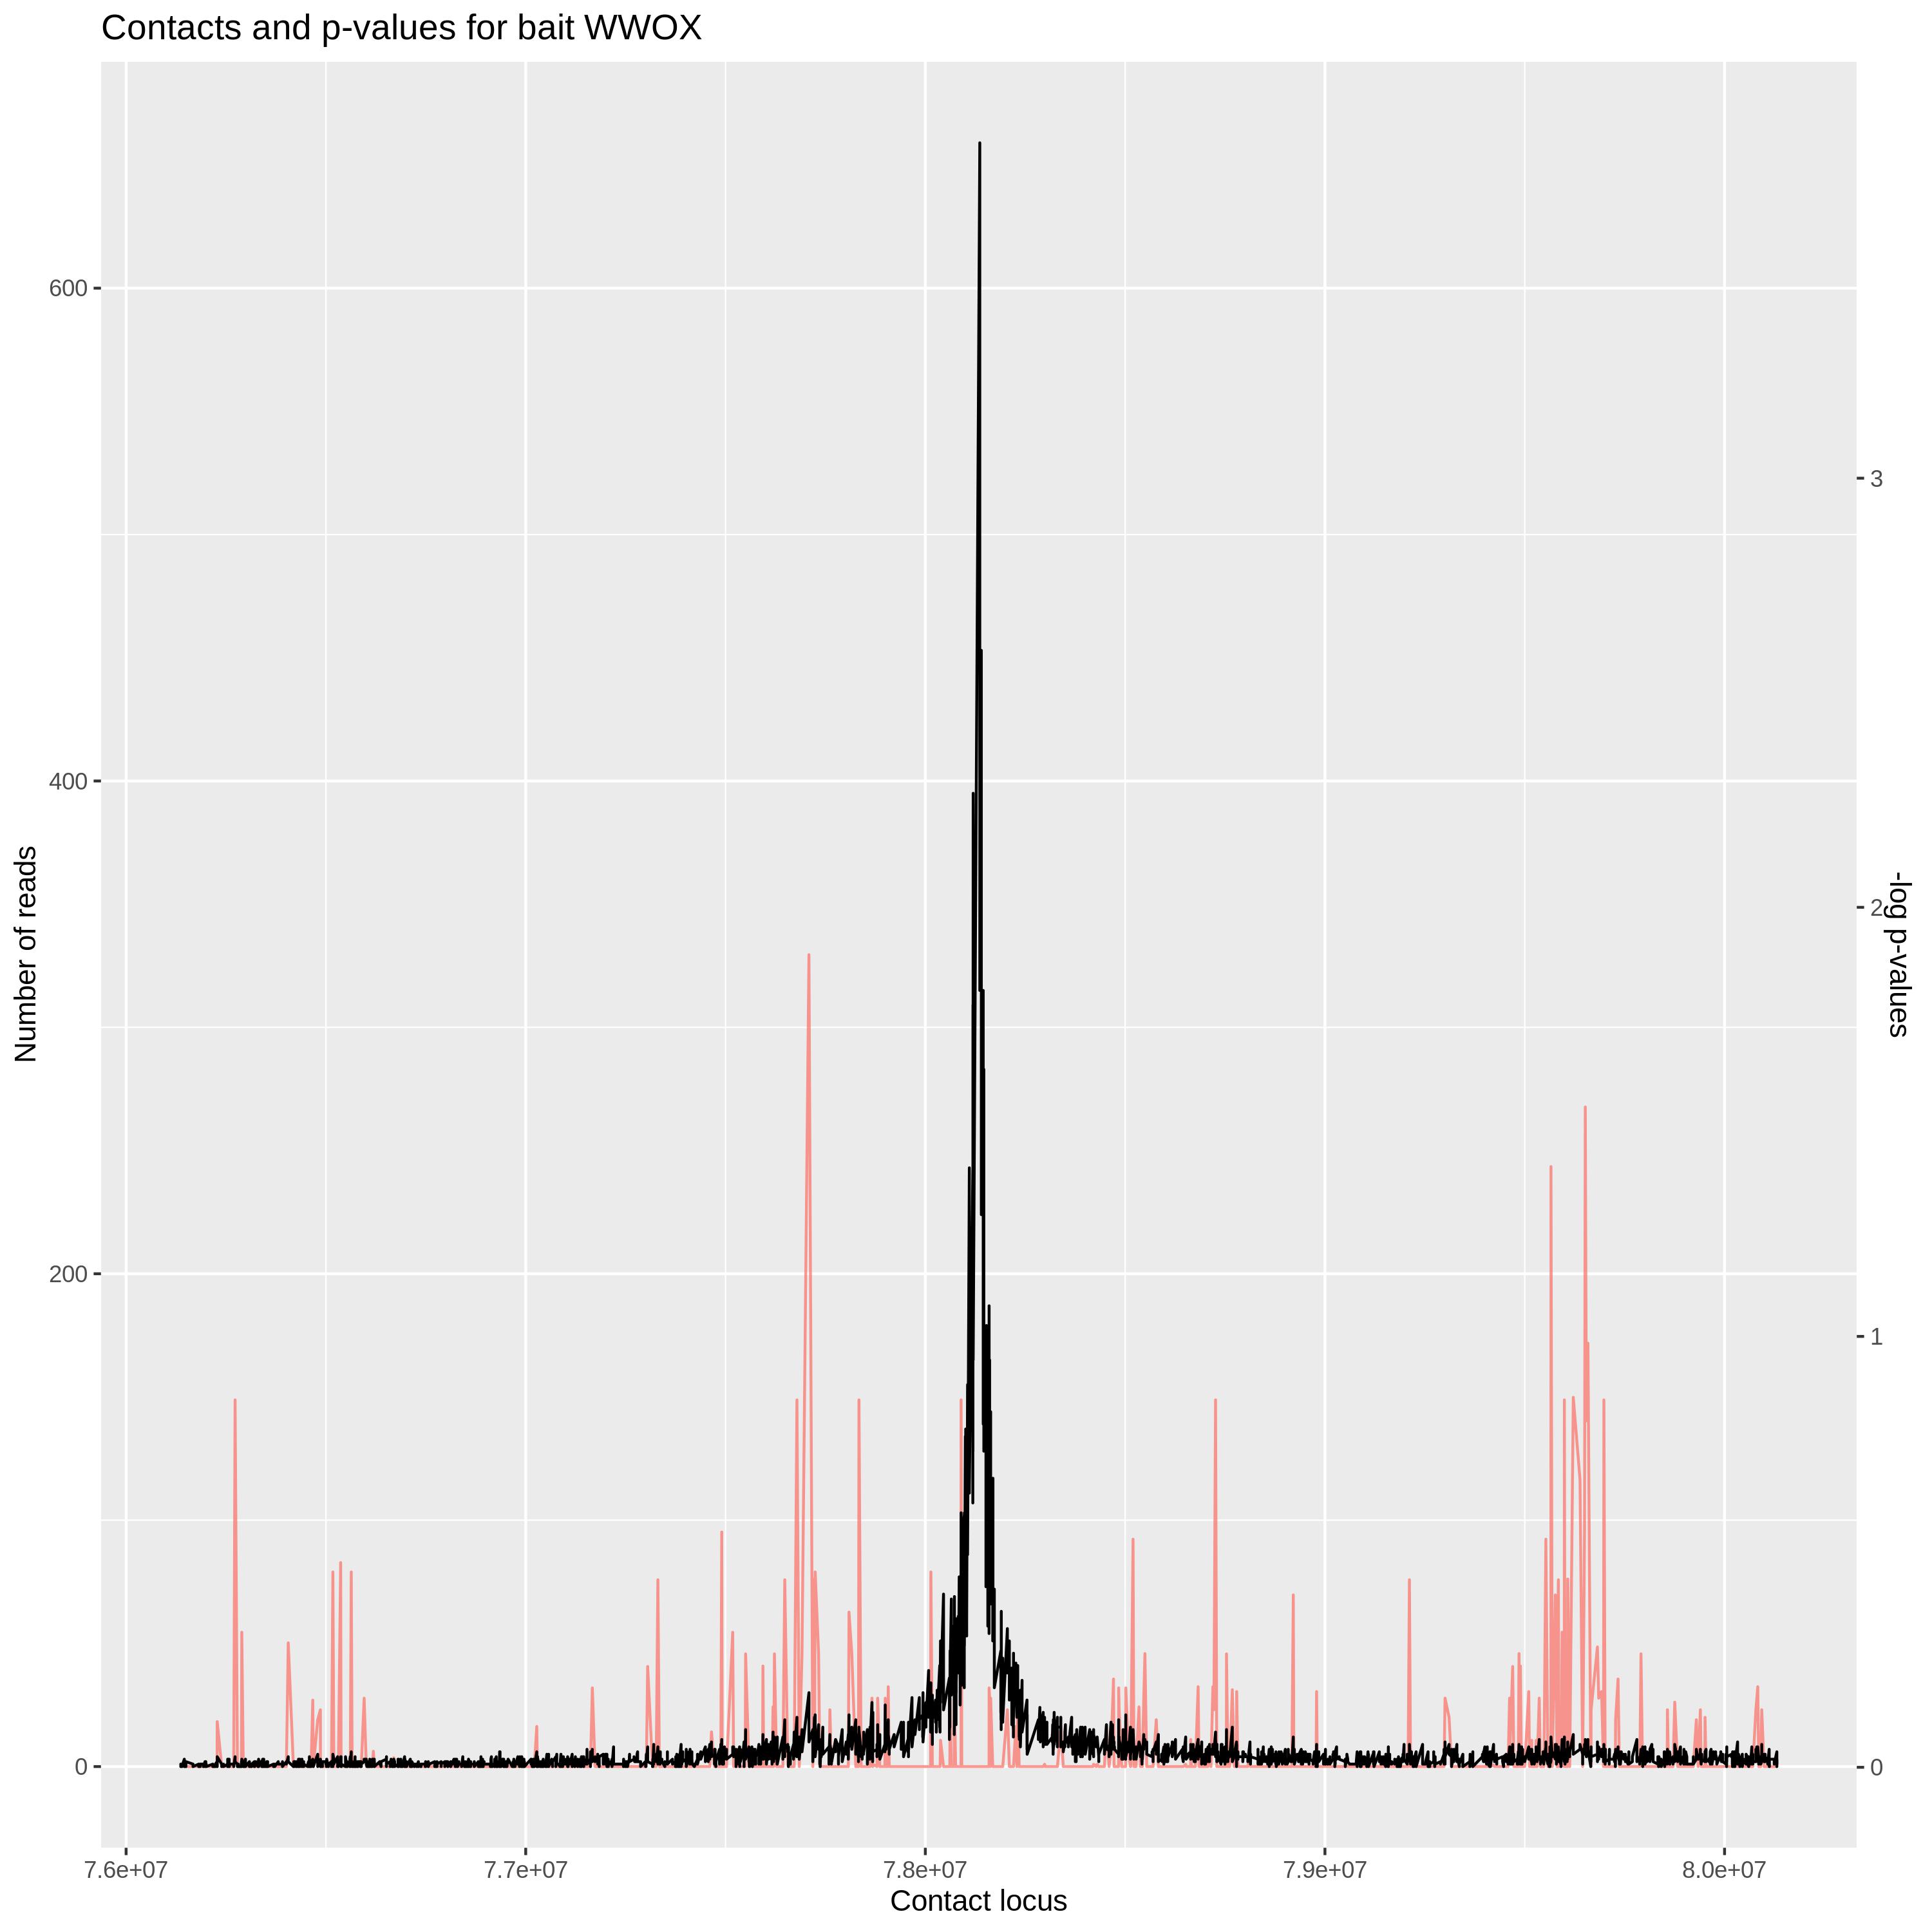 Contacts and p-values for bait WWOX
600
400
200
0
Number of reads
3
2
1
0
-log p-values
7.6e+07
7.7e+07
7.8e+07
7.9e+07
8.0e+07
Contact locus